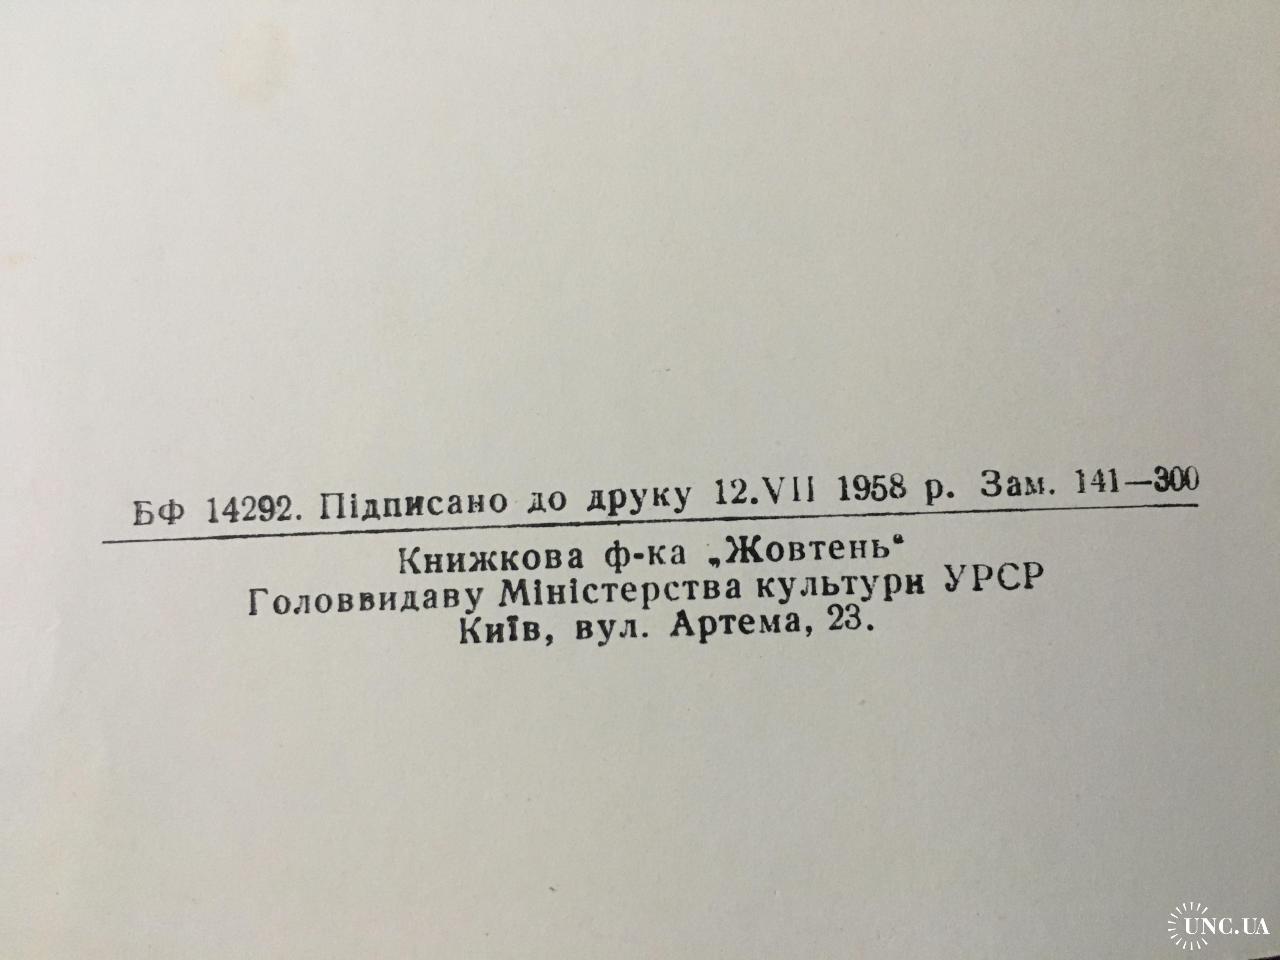 БФ 14292. Підписано до друку 12.VII 1958 р. Зам. 141—300
Книжкова ф-ка „Жовтень“
Головвидаву Міністерства культури УРСР
Київ, вул. Артема, 23.
UNC.UA